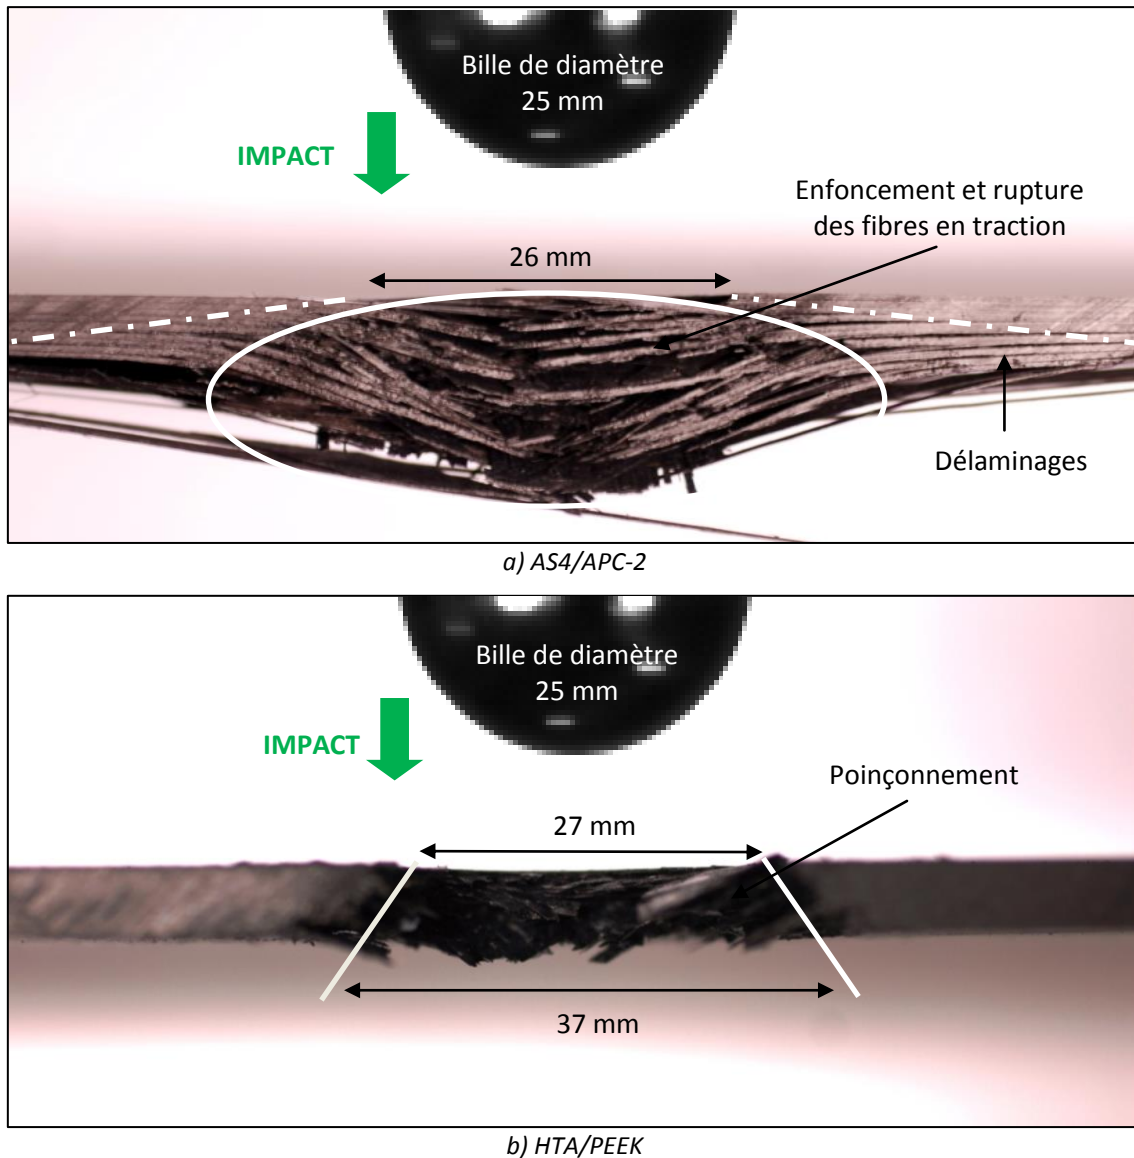 Bille de diamètre
25 mm
IMPACT
Enfoncement et rupture
des fibres en traction
26 mm
Délaminages
a) AS4/APC-2
Bille de diamètre
25 mm
IMPACT
Poinçonnement
27 mm
37 mm
b) HTA/PEEK